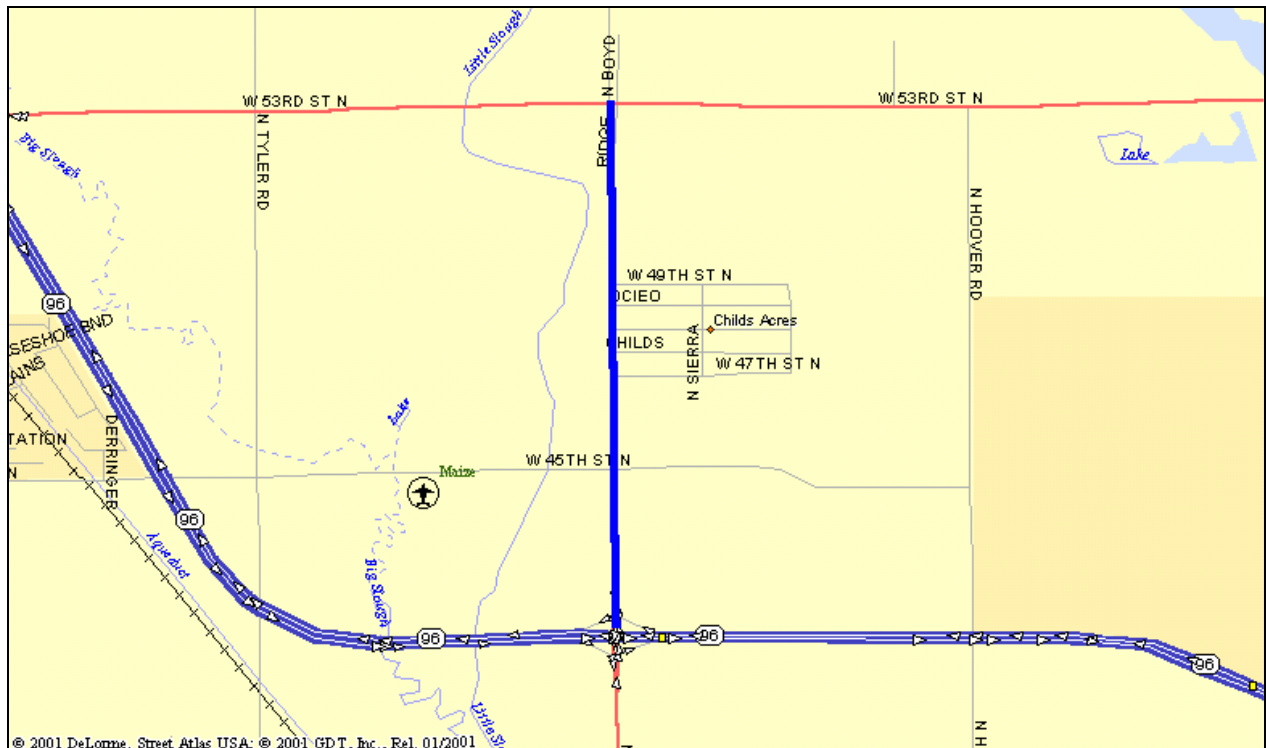 Little Slough
N BOYD
RIDGE
W 53RD ST N
W 53RD ST N
N TYLER RD
Big Slough
Lake
N HOOVER RD
W 49TH ST N
OCIEO
Childs Acres
CHILDS
N SIERRA
W 47TH ST N
96
SESHOE BND
AINS
Lake
DERRINGER
TATION
N
W 45TH ST N
Maize
96
Aqueduct
Big Slough
96
96
96
Little Slo
N H
N
© 2001 DeLorme. Street Atlas USA; © 2001 GDT, Inc., Rel. 01/2001